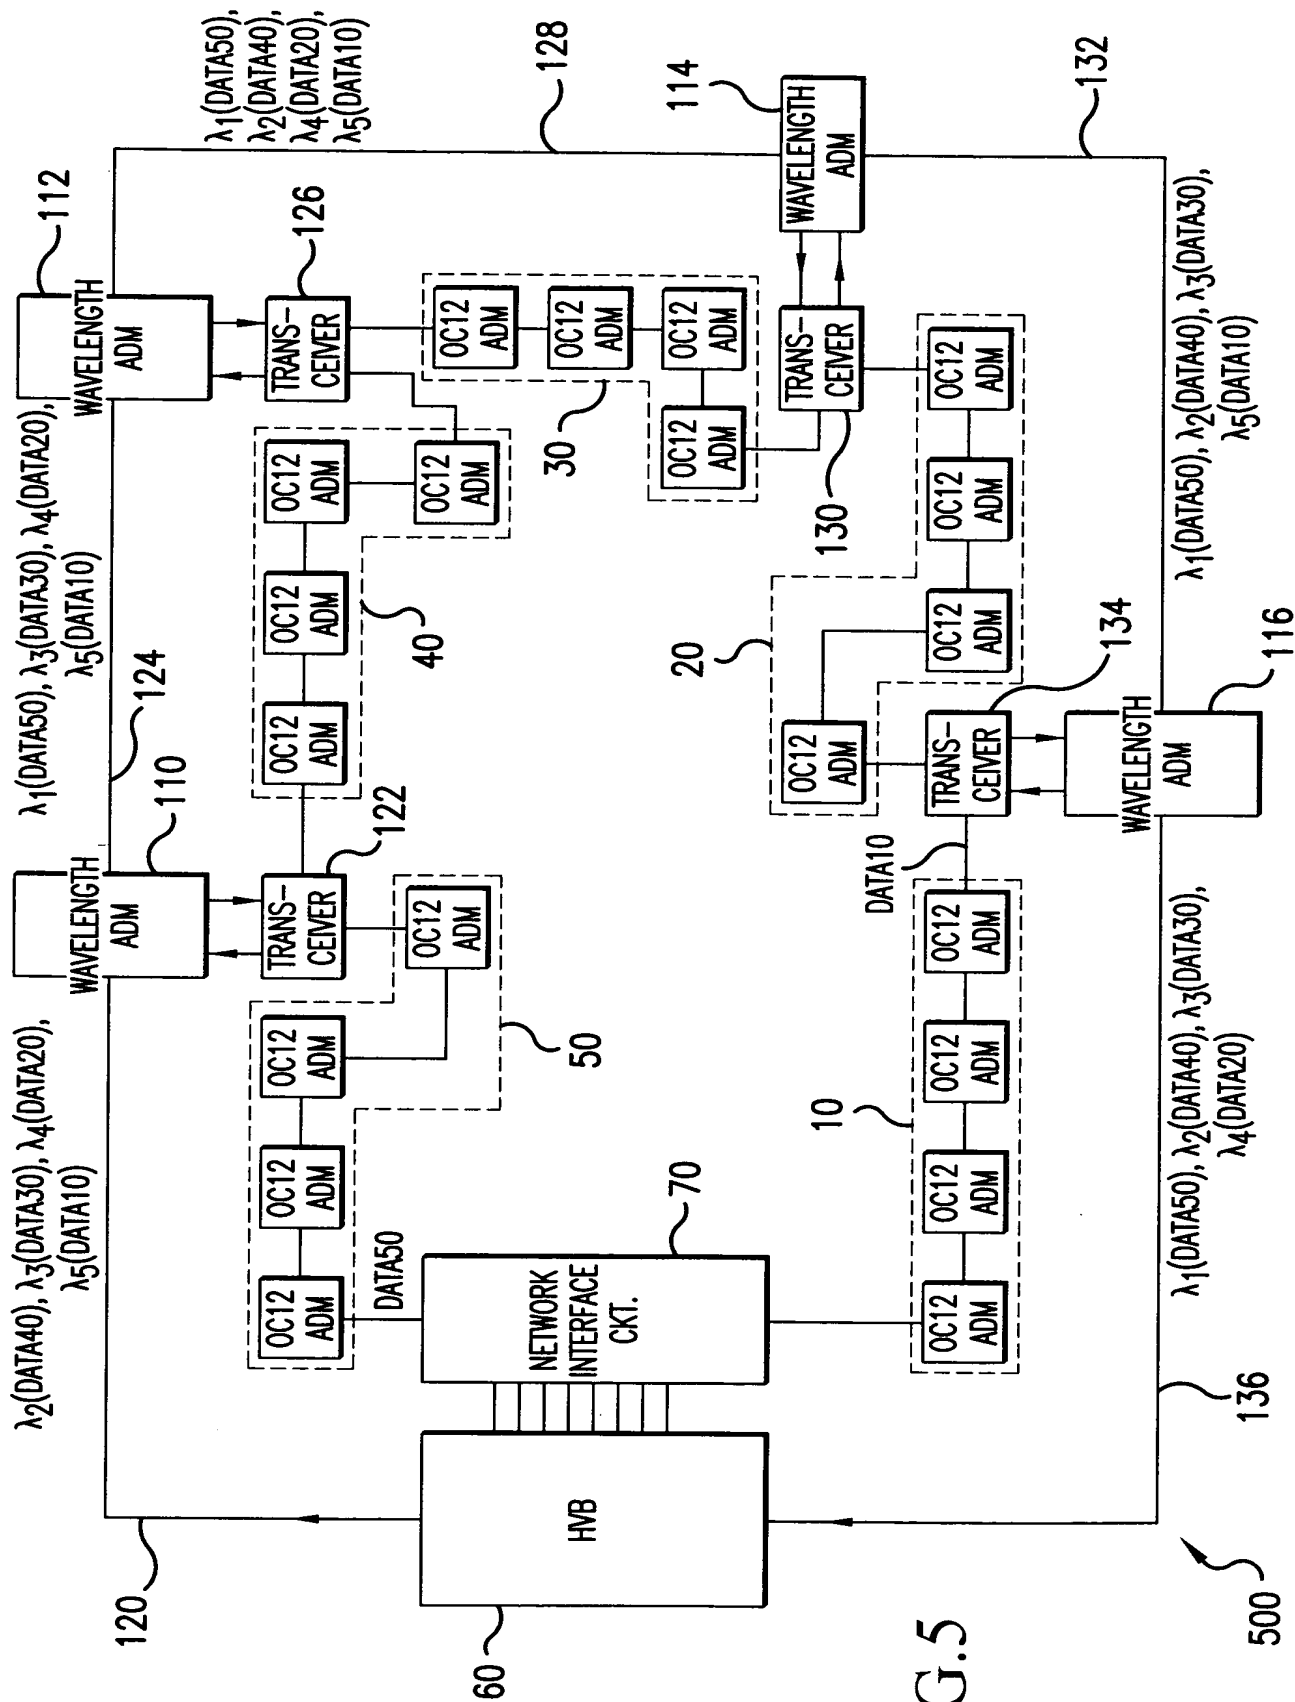 λ2(DATA40), λ3(DATA30), λ4(DATA20),
λ5(DATA10)
λ1(DATA50), λ3(DATA30), λ4(DATA20),
λ5(DATA10)
λ1(DATA50),
λ2(DATA40),
λ4(DATA20),
λ5(DATA10)
120
124
110
112
128
WAVELENGTH
ADM
WAVELENGTH
ADM
TRANS-
CEIVER
122
TRANS-
CEIVER
126
OC12
ADM
OC12
ADM
OC12
ADM
OC12
ADM
50
OC12
ADM
OC12
ADM
OC12
ADM
OC12
ADM
40
OC12
ADM
OC12
ADM
OC12
ADM
OC12
ADM
30
DATA50
60
HVB
NETWORK
INTERFACE
CKT.
70
WAVELENGTH
ADM
114
TRANS-
CEIVER
130
OC12
ADM
OC12
ADM
OC12
ADM
OC12
ADM
20
10
OC12
ADM
OC12
ADM
OC12
ADM
OC12
ADM
DATA10
TRANS-
CEIVER
134
WAVELENGTH
ADM
116
132
136
λ1(DATA50), λ2(DATA40), λ3(DATA30),
λ4(DATA20)
λ1(DATA50), λ2(DATA40), λ3(DATA30),
λ5(DATA10)
500
G.5